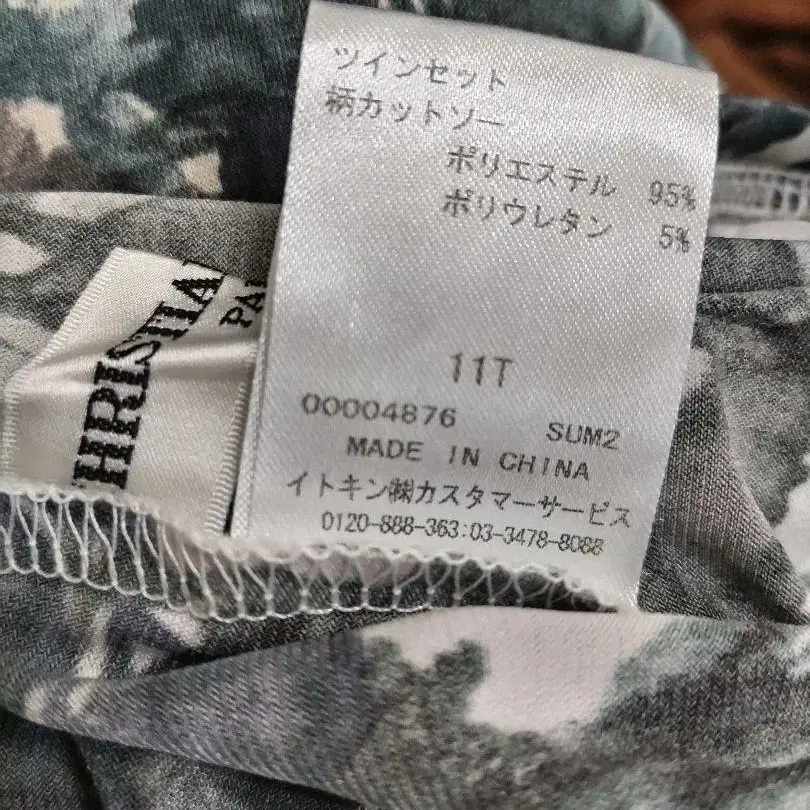 ツインセット
柄カットソー
ポリエステル 95%
ポリウレタン 5%
11T
00004876 SUM2
MADE IN CHINA
イトキン㈱カスタマーサービス
0120-888-363:03-3478-8088